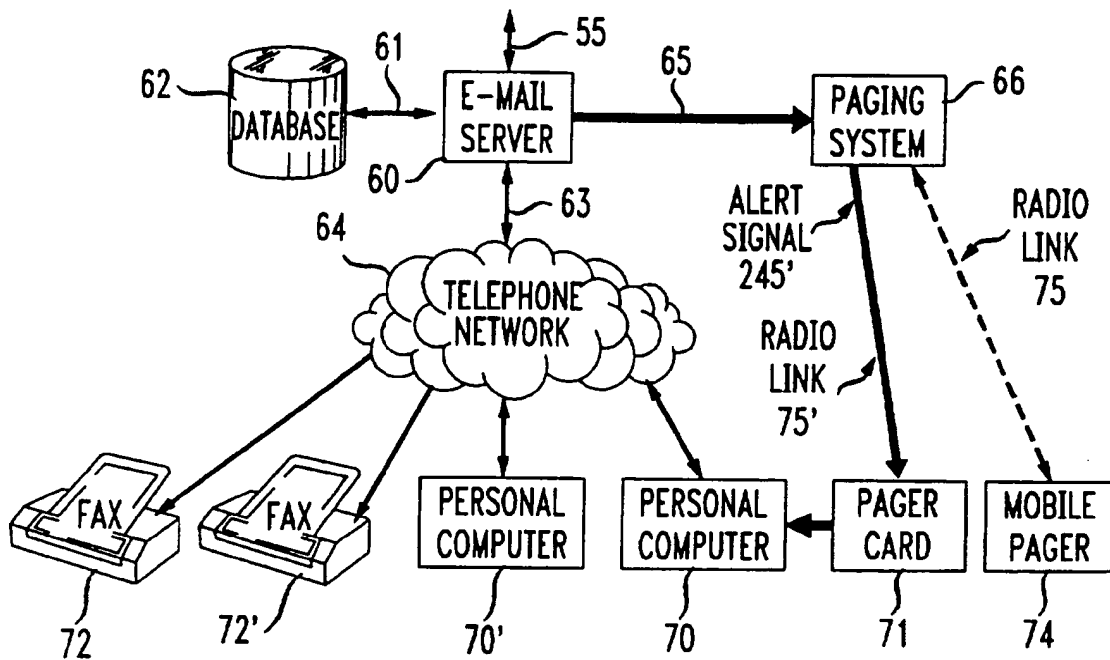 55
61
62
DATABASE
E-MAIL
SERVER
60
65
PAGING
SYSTEM
66
63
64
TELEPHONE
NETWORK
ALERT
SIGNAL
245'
RADIO
LINK
75
RADIO
LINK
75'
FAX
72
FAX
72'
PERSONAL
COMPUTER
70'
PERSONAL
COMPUTER
70
PAGER
CARD
71
MOBILE
PAGER
74